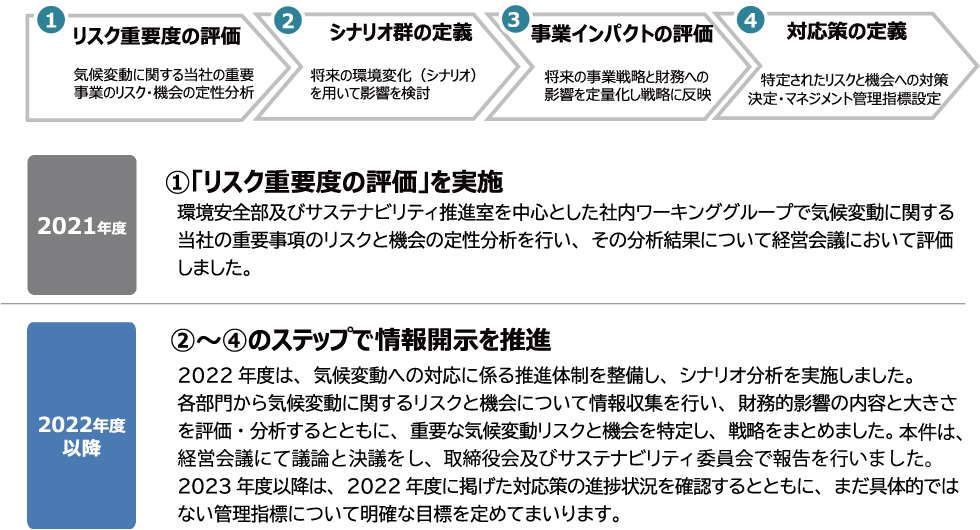 1 リスク重要度の評価
気候変動に関する当社の重要
事業のリスク・機会の定性分析
2 シナリオ群の定義
将来の環境変化（シナリオ）
を用いて影響を検討
3 事業インパクトの評価
将来の事業戦略と財務への
影響を定量化し戦略に反映
4 対応策の定義
特定されたリスクと機会への対策
決定・マネジメント管理指標設定
2021年度
①「リスク重要度の評価」を実施
環境安全部及びサステナビリティ推進室を中心とした社内ワーキンググループで気候変動に関する
当社の重要事項のリスクと機会の定性分析を行い、その分析結果について経営会議において評価
しました。
2022年度
以降
②～④のステップで情報開示を推進
2022 年度は、気候変動への対応に係る推進体制を整備し、シナリオ分析を実施しました。
各部門から気候変動に関するリスクと機会について情報収集を行い、財務的影響の内容と大きさ
を評価・分析するとともに、重要な気候変動リスクと機会を特定し、戦略をまとめました。本件は、
経営会議にて議論と決議をし、取締役会及びサステナビリティ委員会で報告を行いました。
2023 年度以降は、2022 年度に掲げた対応策の進捗状況を確認するとともに、まだ具体的では
ない管理指標について明確な目標を定めてまいります。